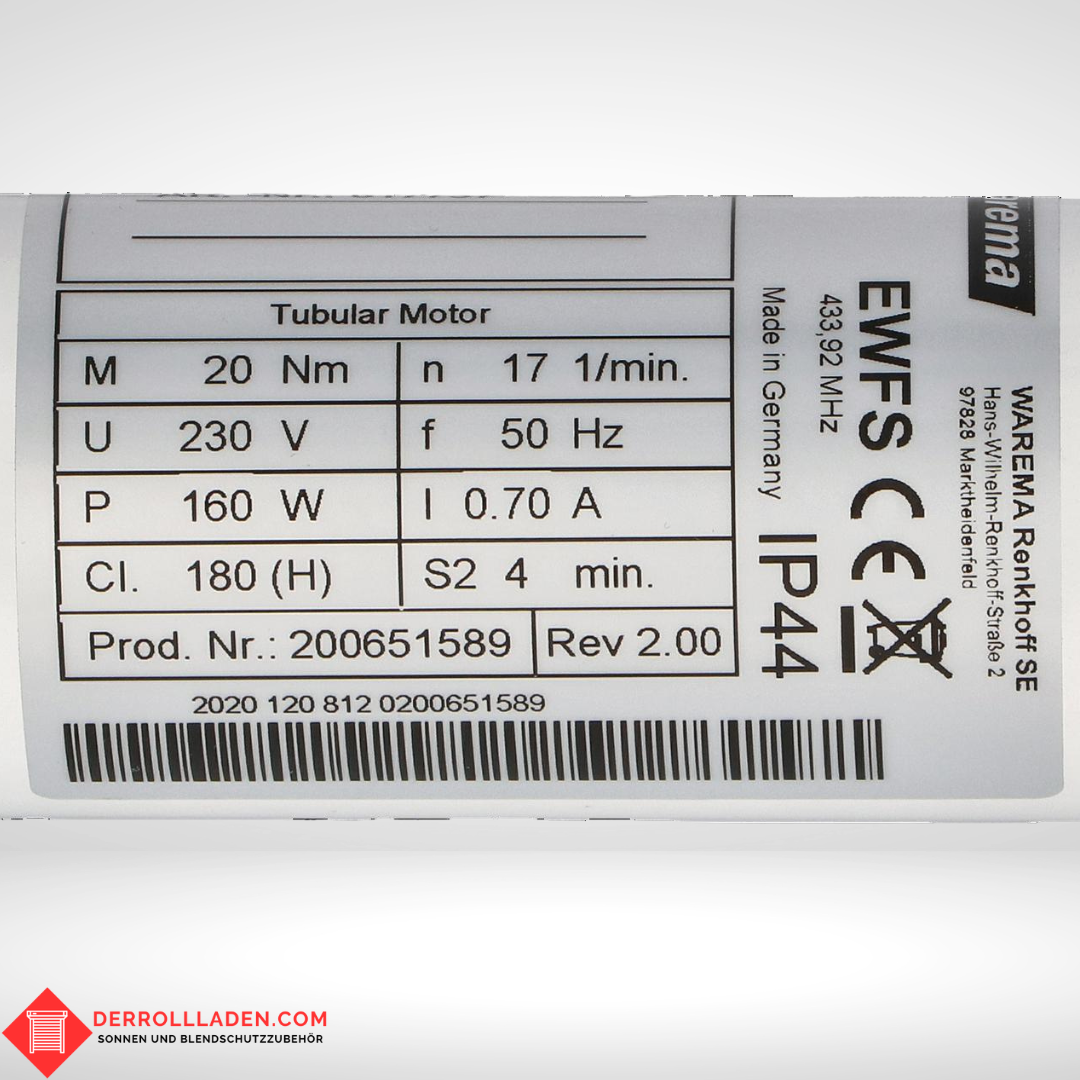 Tubular Motor
M 20 Nm n 17 1/min.
U 230 V f 50 Hz
P 160 W I 0.70 A
Cl. 180 (H) S2 4 min.
Prod. Nr.: 200651589 Rev 2.00
2020 120 812 0200651589
arema
WAREMA Renkhoff SE
Hans-Wilhelm-Renkhoff-Straße 2
97828 Marktheidenfeld
EWFS CE
433,92 MHz
Made in Germany
IP44
DERROLLLADEN.COM
SONNEN UND BLENDSCHUTZZUBEHÖR